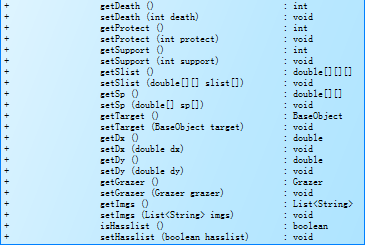 + getDeath () : int
+ setDeath (int death) : void
+ getProtect () : int
+ setProtect (int protect) : void
+ getSupport () : int
+ setSupport (int support) : void
+ getSlist () : double[][][]
+ setSlist (double[][] slist[]) : void
+ getSp () : double[][]
+ setSp (double[] sp[]) : void
+ getTarget () : BaseObject
+ setTarget (BaseObject target) : void
+ getDx () : double
+ setDx (double dx) : void
+ getDy () : double
+ setDy (double dy) : void
+ getGrazer () : Grazer
+ setGrazer (Grazer grazer) : void
+ getImgs () : List<String>
+ setImgs (List<String> imgs) : void
+ isHasslist () : boolean
+ setHasslist (boolean hasslist) : void